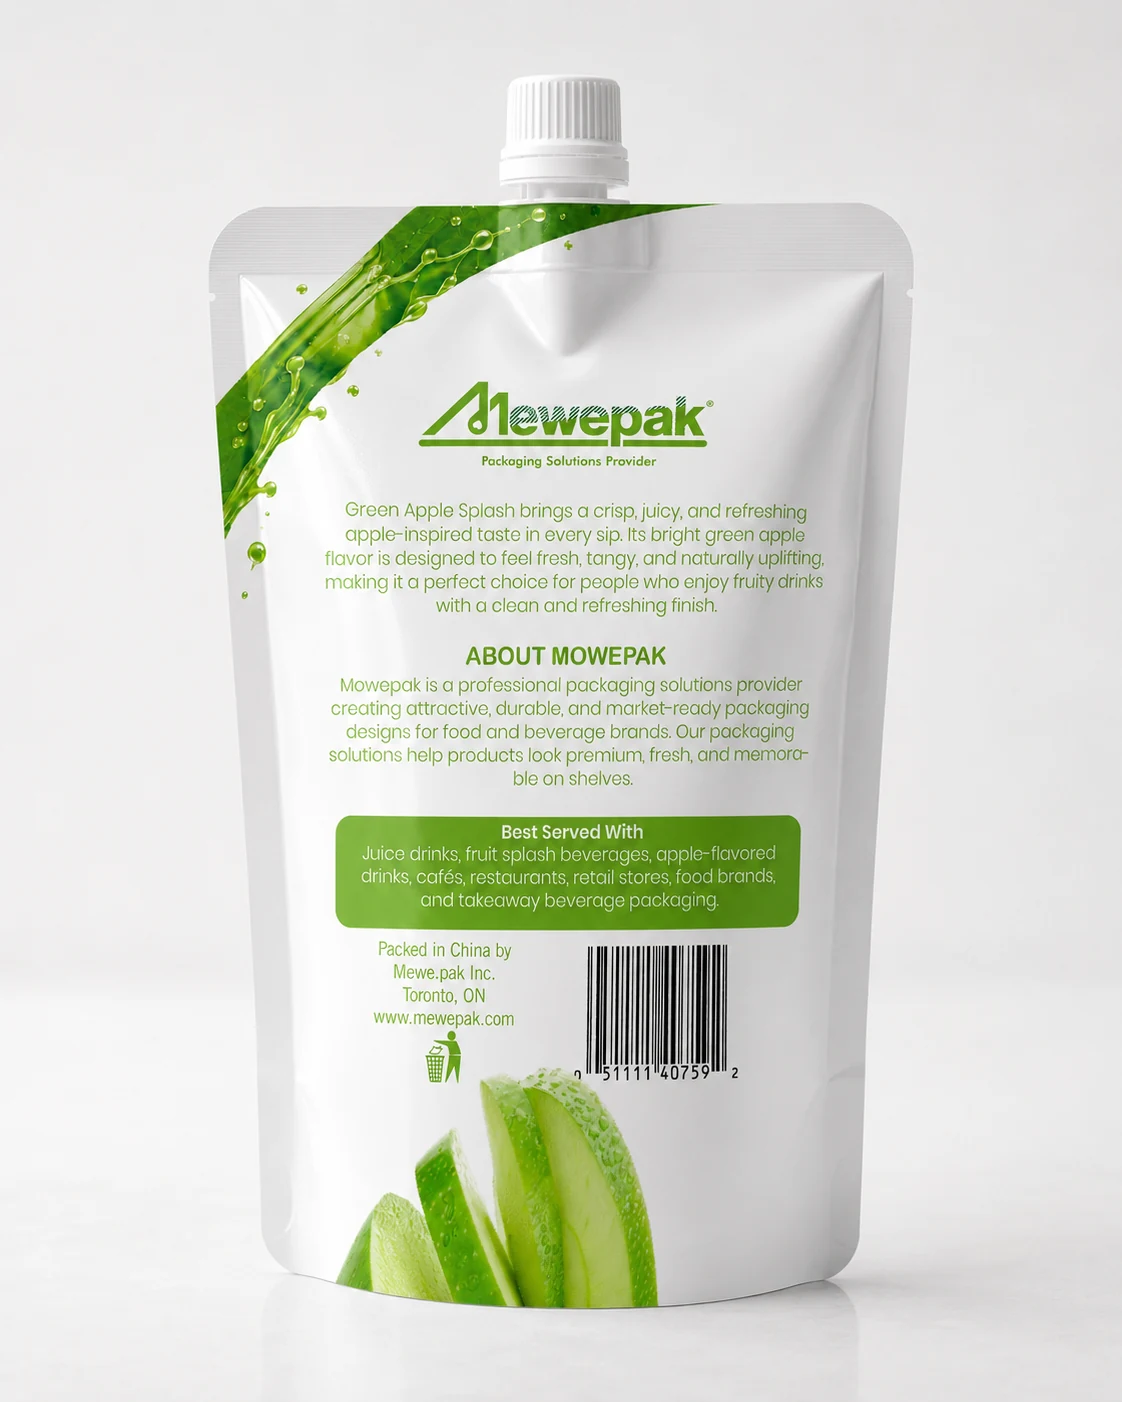 Mewepak®
Packaging Solutions Provider
Green Apple Splash brings a crisp, juicy, and refreshing
apple-inspired taste in every sip. Its bright green apple
flavor is designed to feel fresh, tangy, and naturally uplifting,
making it a perfect choice for people who enjoy fruity drinks
with a clean and refreshing finish.
ABOUT MOWEPAK
Mowepak is a professional packaging solutions provider
creating attractive, durable, and market-ready packaging
designs for food and beverage brands. Our packaging
solutions help products look premium, fresh, and memora-
ble on shelves.
Best Served With
Juice drinks, fruit splash beverages, apple-flavored
drinks, cafés, restaurants, retail stores, food brands,
and takeaway beverage packaging.
Packed in China by
Mewe.pak Inc.
Toronto, ON
www.mewepak.com
0 51111 40759 2